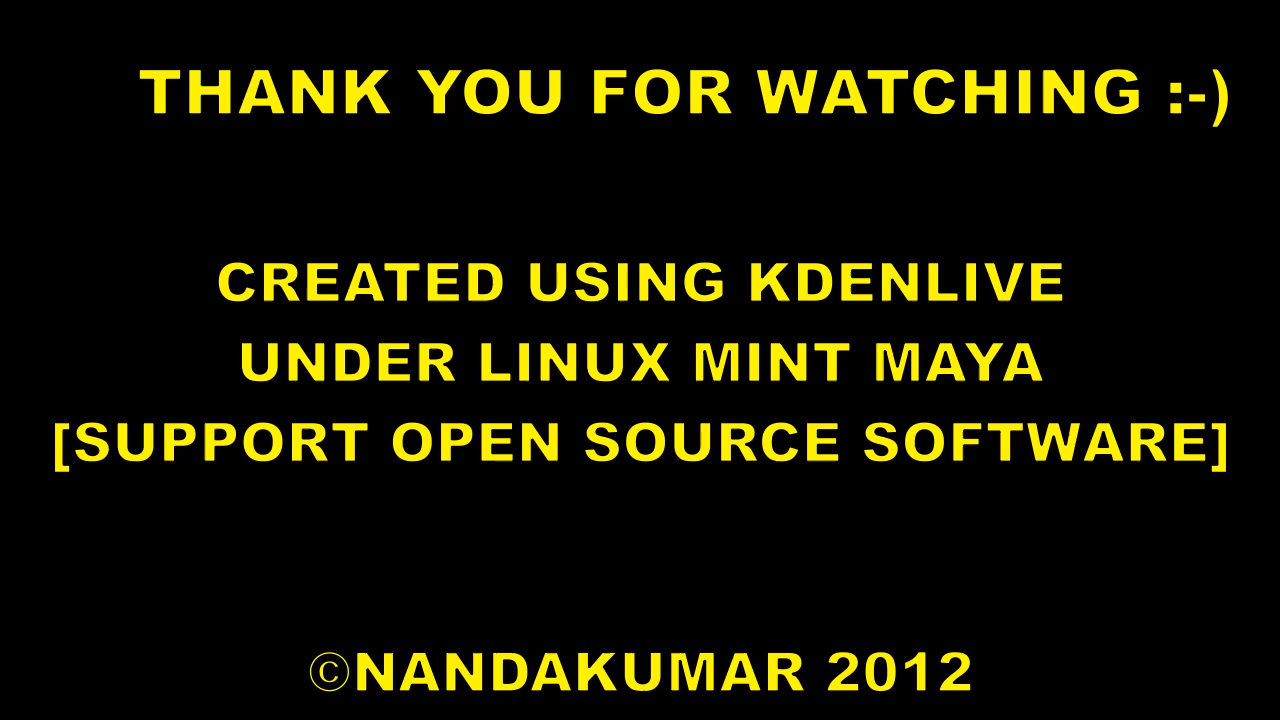 THANK YOU FOR WATCHING :-)
CREATED USING KDENLIVE
UNDER LINUX MINT MAYA
[SUPPORT OPEN SOURCE SOFTWARE]
©NANDAKUMAR 2012